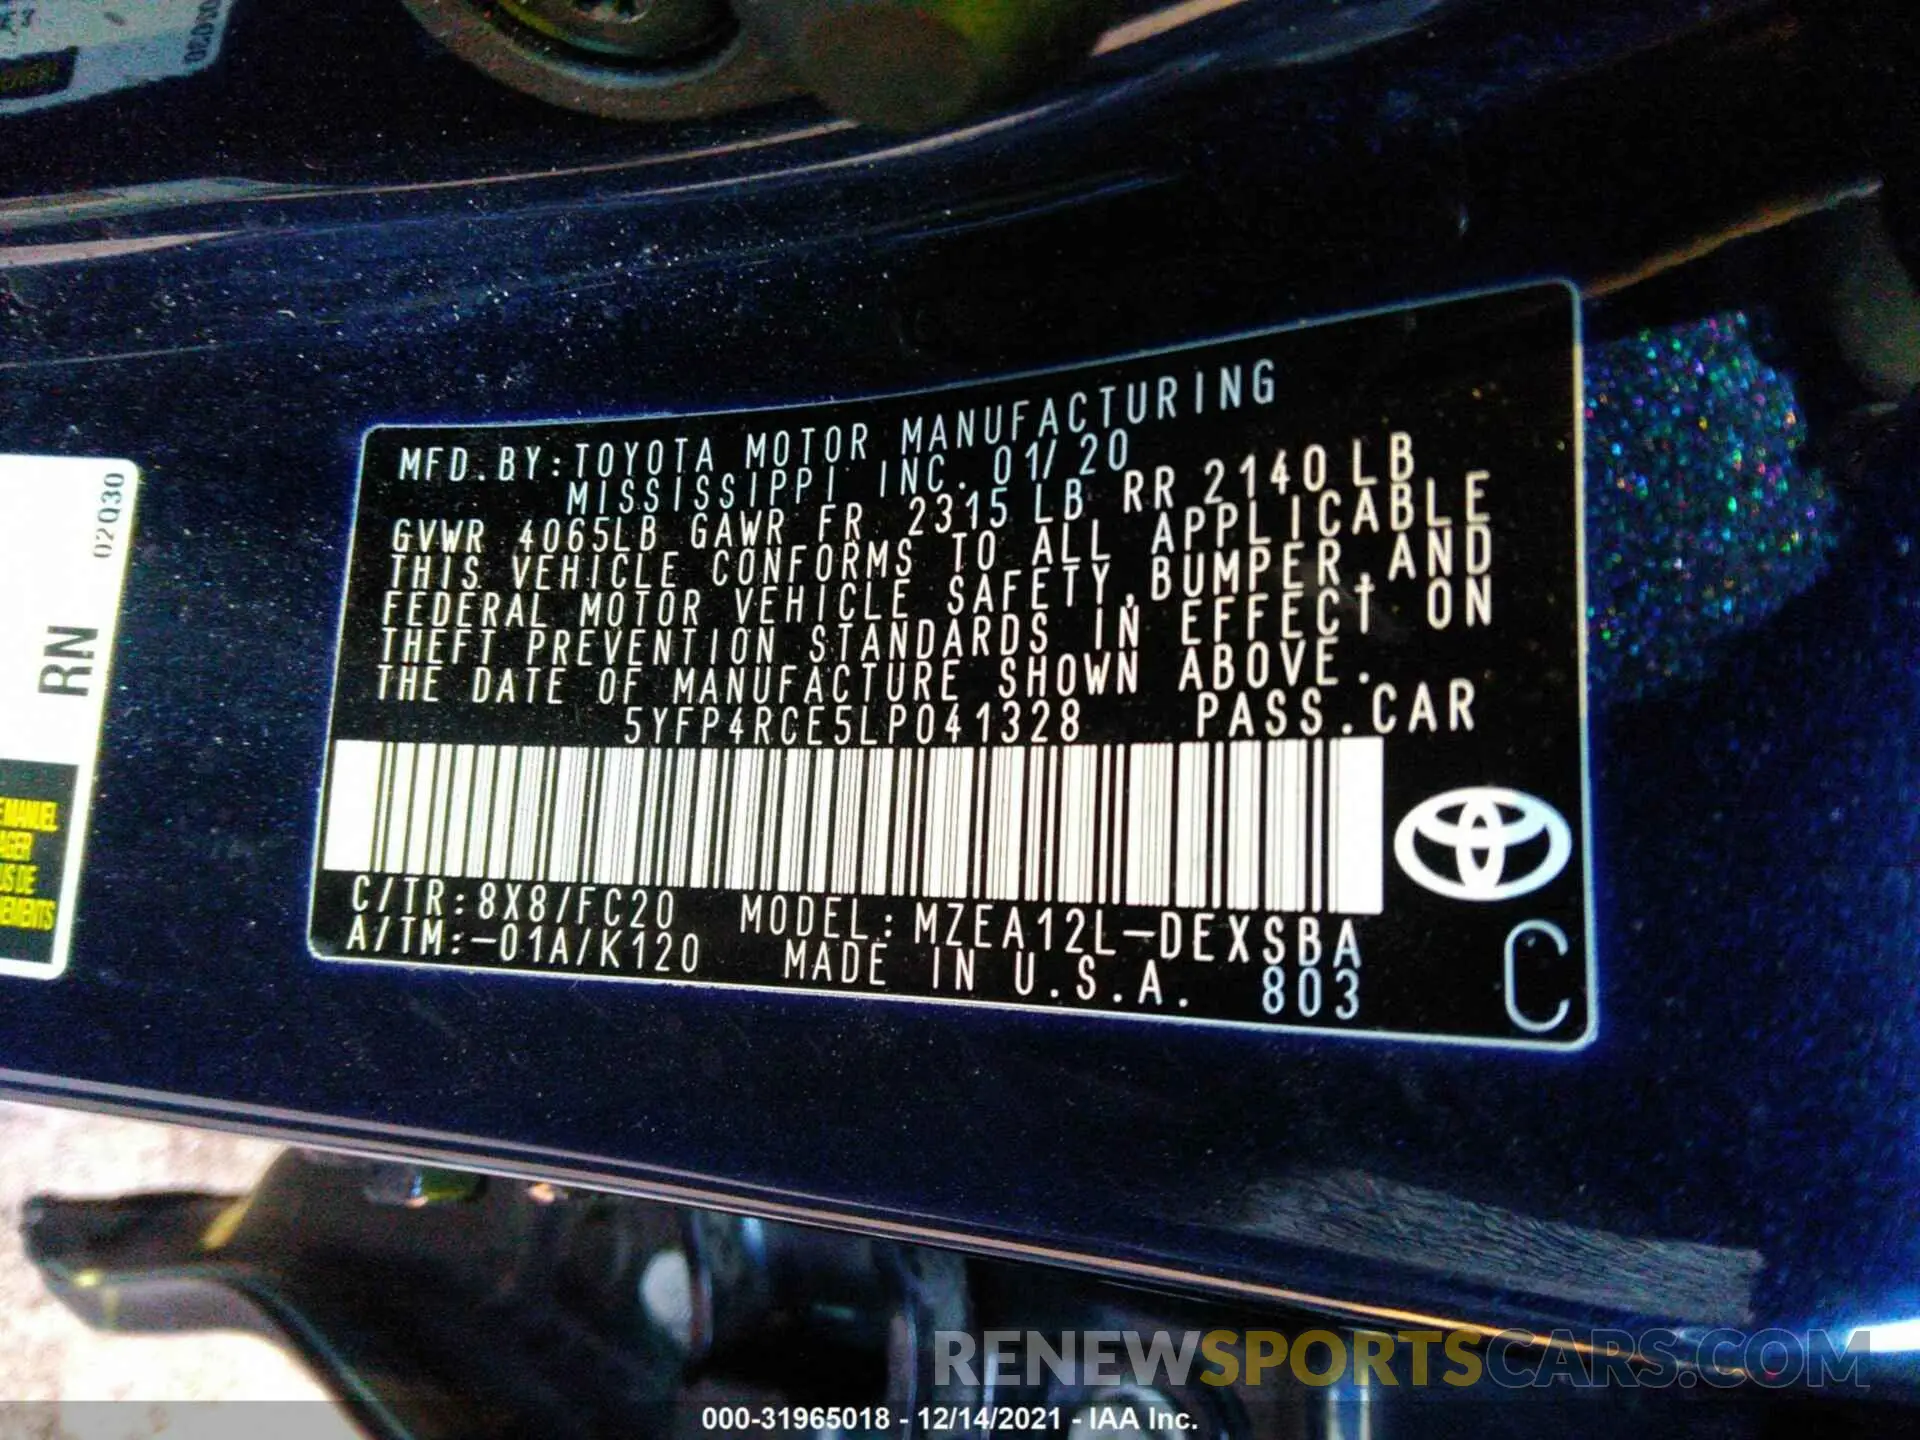 MFD.BY:TOYOTA MOTOR MANUFACTURING
MISSISSIPPI INC. 01/20
GVWR 4065LB GAWR FR 2315 LB RR 2140LB
THIS VEHICLE CONFORMS TO ALL APPLICABLE
FEDERAL MOTOR VEHICLE SAFETY,BUMPER,AND
THEFT PREVENTION STANDARDS IN EFFECT ON
THE DATE OF MANUFACTURE SHOWN ABOVE.
5YFP4RCE5LP041328 PASS.CAR
C/TR:8X8/FC20 MODEL:MZEA12L-DEXSBA
A/TM:-01A/K120 MADE IN U.S.A. 803
C
02Q30
RN
RENEWSPORTSCARS.COM
000-31965018 - 12/14/2021 - IAA Inc.